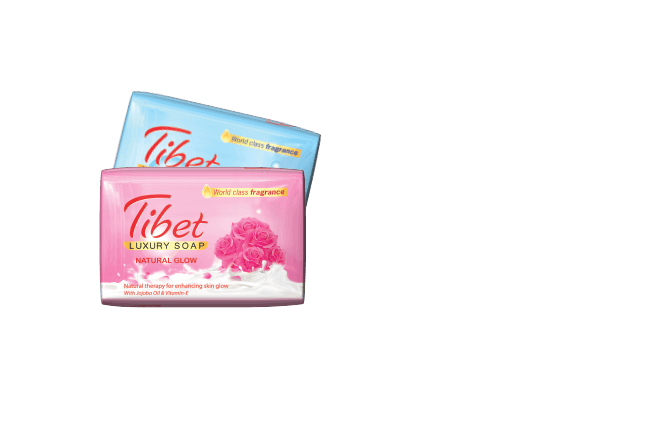 World class fragrance
Tibet
World class fragrance
Tibet
LUXURY SOAP
NATURAL GLOW
Natural therapy for enhancing skin glow
With Jojoba Oil & Vitamin-E